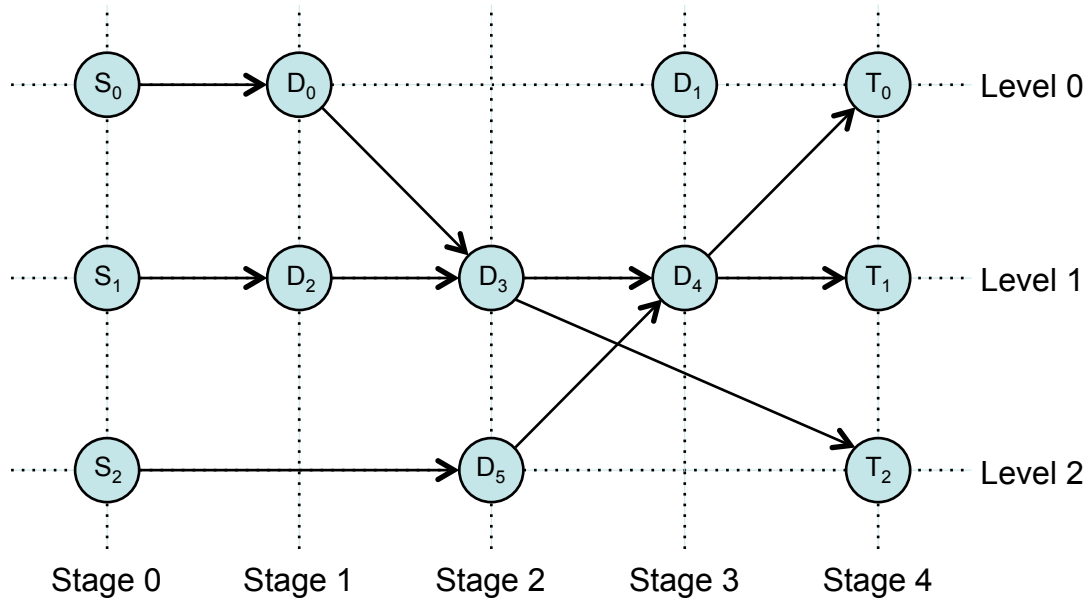 S₀ D₀ D₁ T₀ Level 0
S₁ D₂ D₃ D₄ T₁ Level 1
S₂ D₅ T₂ Level 2
Stage 0 Stage 1 Stage 2 Stage 3 Stage 4